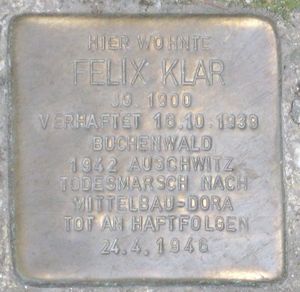 HIER WOHNTE
FELIX KLAR
JG. 1900
VERHAFTET 16.10.1938
BUCHENWALD
1942 AUSCHWITZ
TODESMARSCH NACH
MITTELBAU-DORA
TOT AN HAFTFOLGEN
24.4.1946